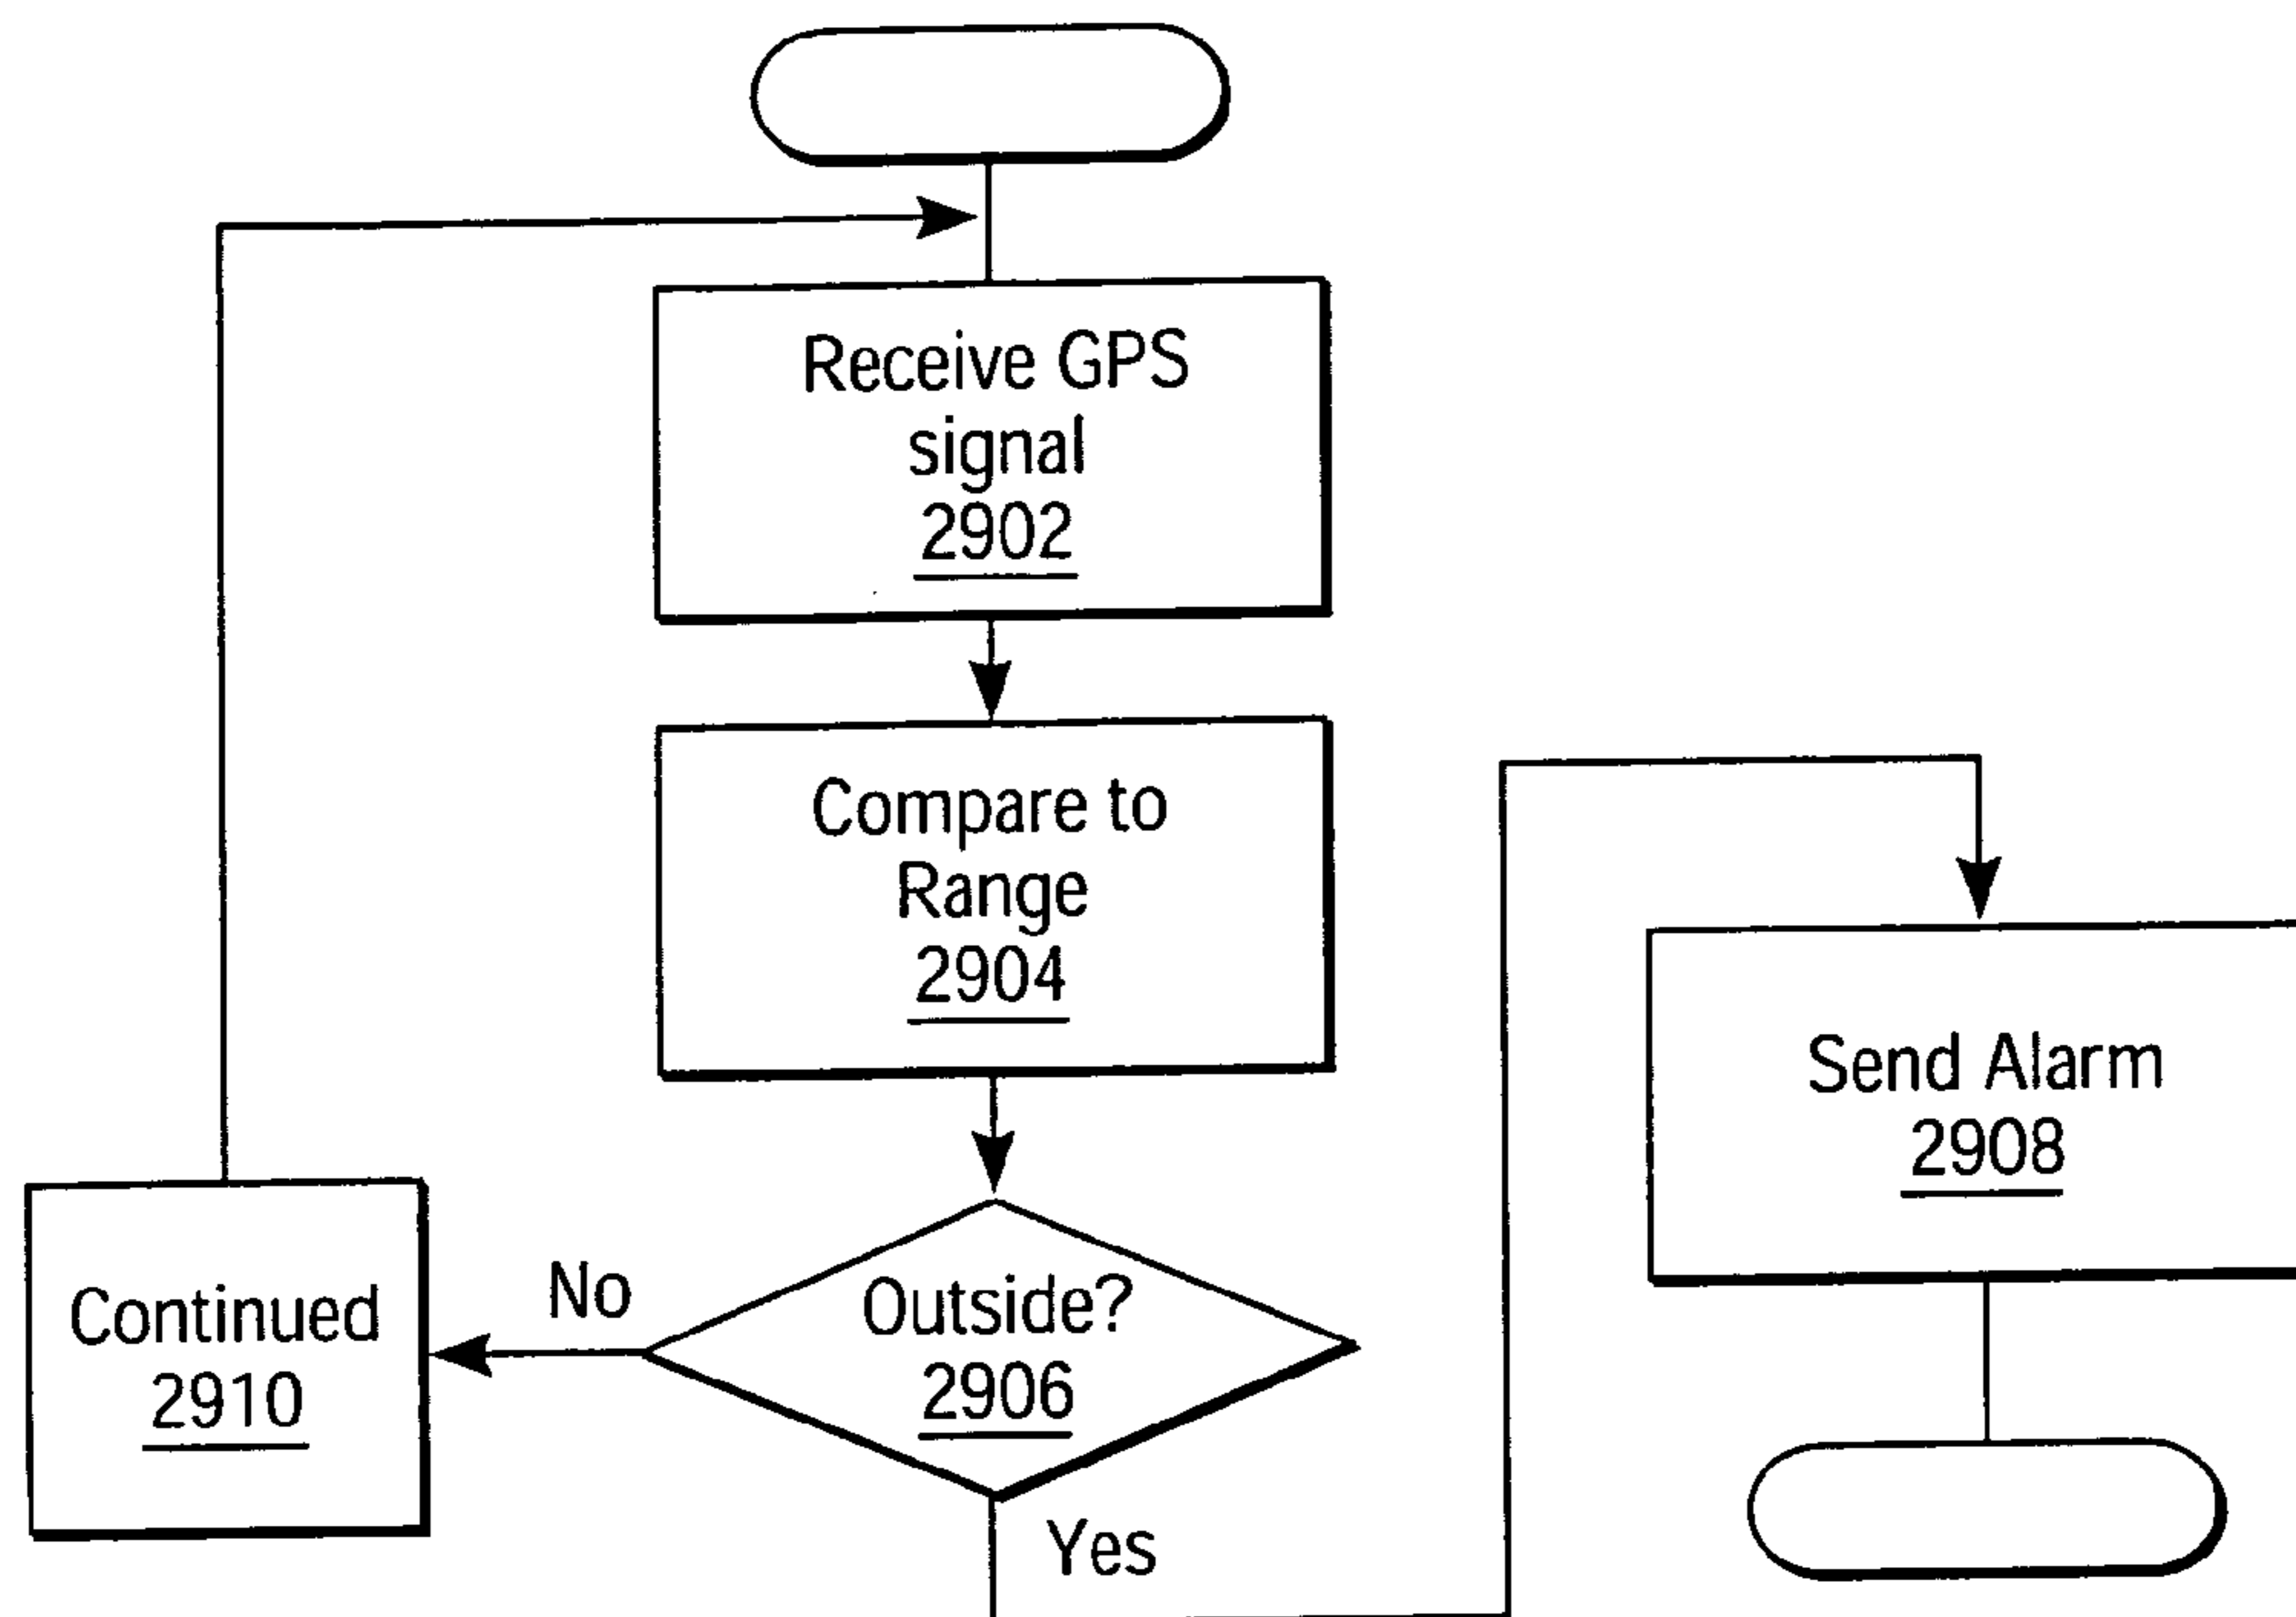 Receive GPS
signal
2902
Compare to
Range
2904
Outside?
2906
No
Yes
Continued
2910
Send Alarm
2908